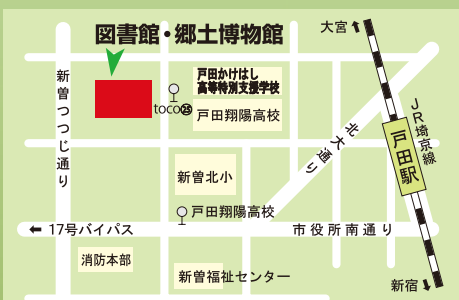 図書館・郷土博物館
大宮
新曽つつじ通り
toco㉕
戸田かけはし
高等特別支援学校
戸田翔陽高校
北大通り
JR埼京線
戸田駅
新曽北小
戸田翔陽高校
17号バイパス
市役所南通り
消防本部
新曽福祉センター
新宿